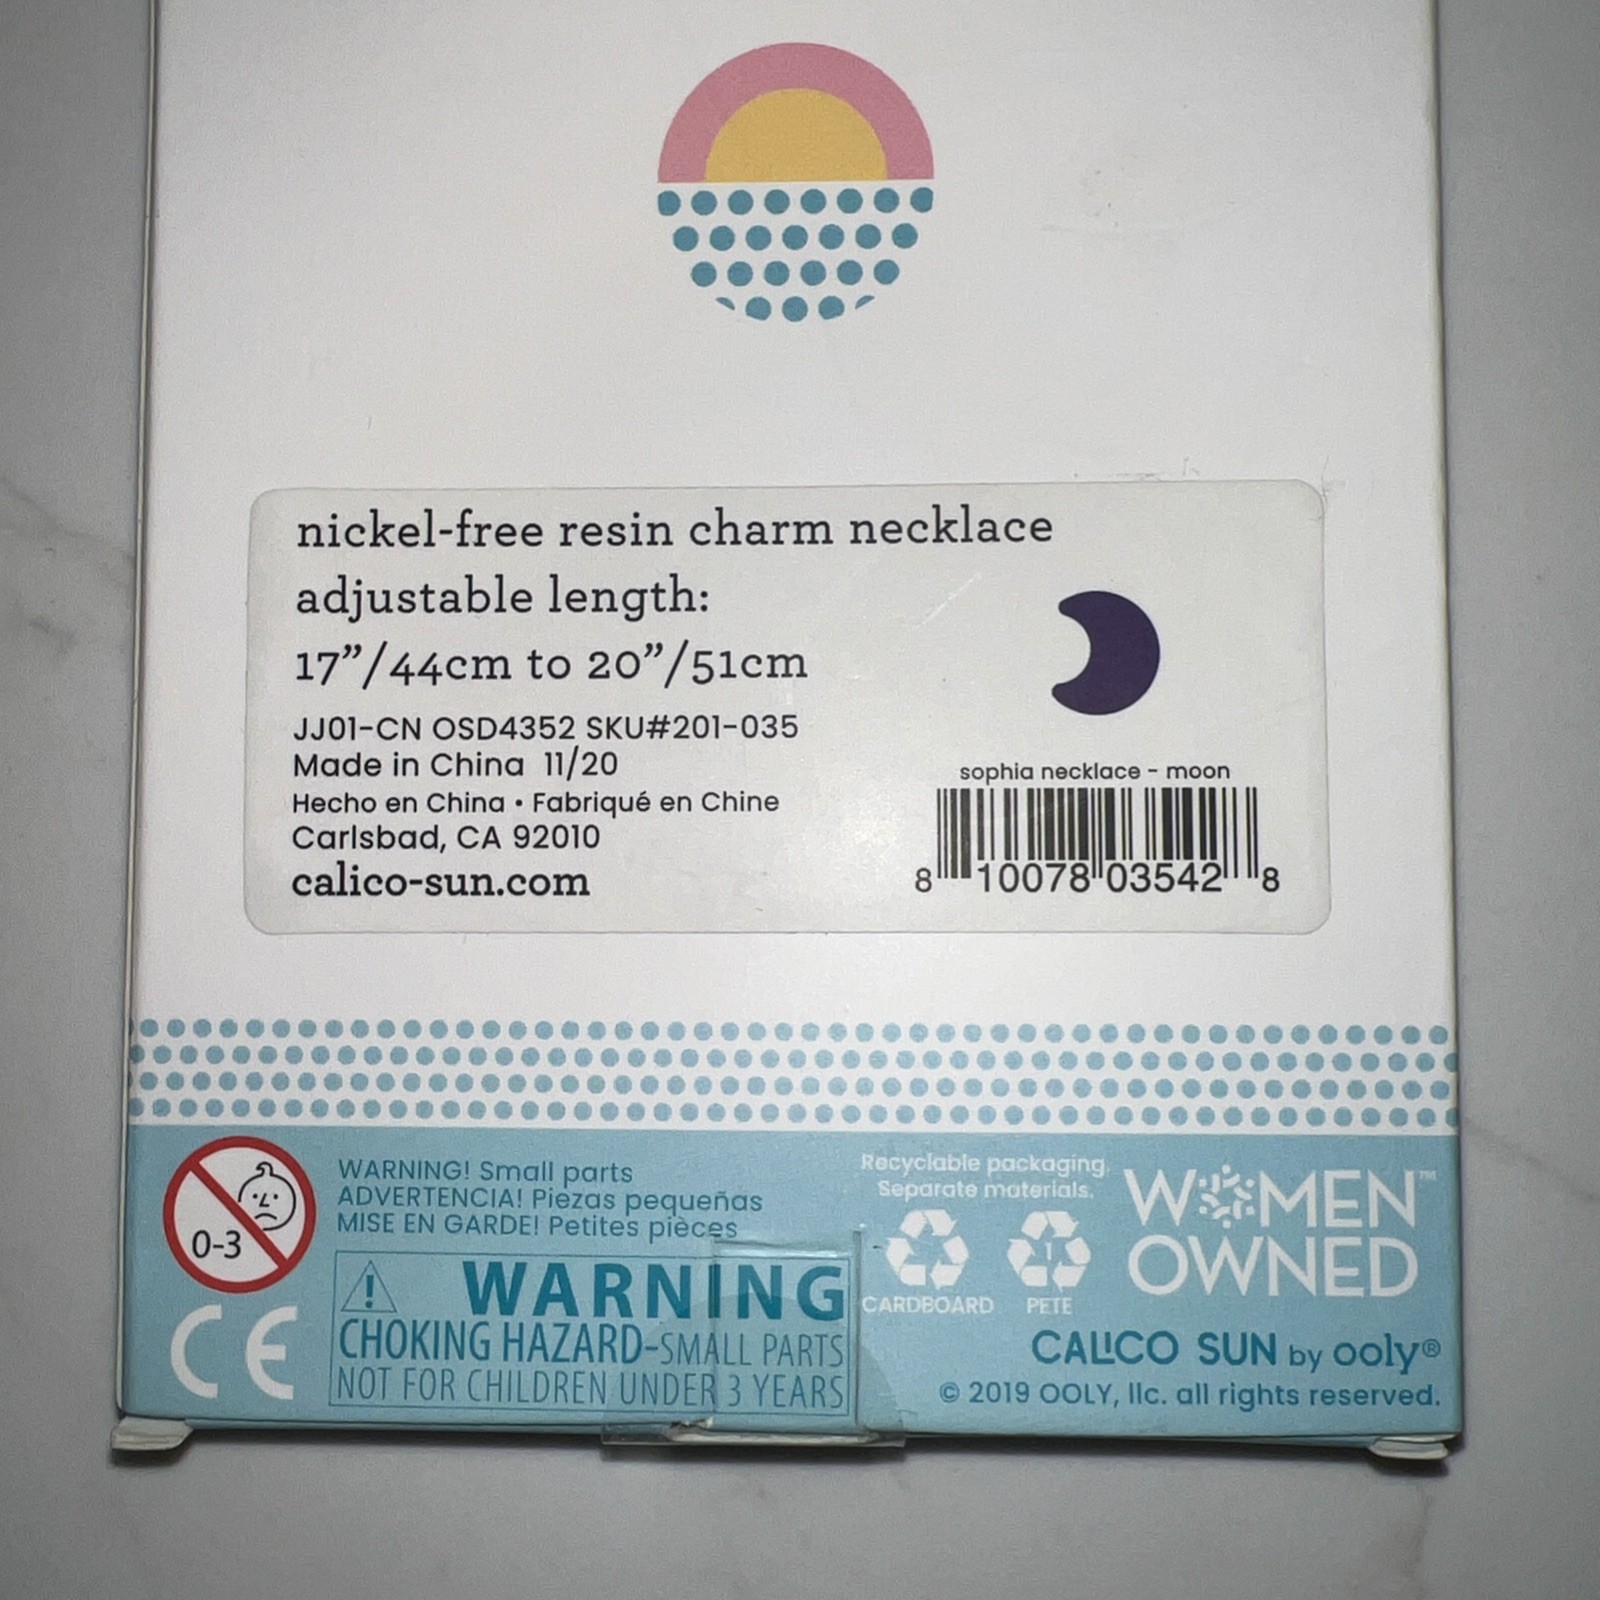 nickel-free resin charm necklace
adjustable length:
17”/44cm to 20”/51cm
JJ01-CN OSD4352 SKU#201-035
Made in China 11/20
Hecho en China • Fabriqué en Chine
Carlsbad, CA 92010
calico-sun.com
sophia necklace - moon
8 10078 03542 8
0-3
WARNING! Small parts
ADVERTENCIA! Piezas pequeñas
MISE EN GARDE! Petites pièces
CE
! WARNING
CHOKING HAZARD-SMALL PARTS
NOT FOR CHILDREN UNDER 3 YEARS
Recyclable packaging.
Separate materials.
CARDBOARD
1
PETE
WOMEN™
OWNED
CALICO SUN by ooly®
© 2019 OOLY, llc. all rights reserved.